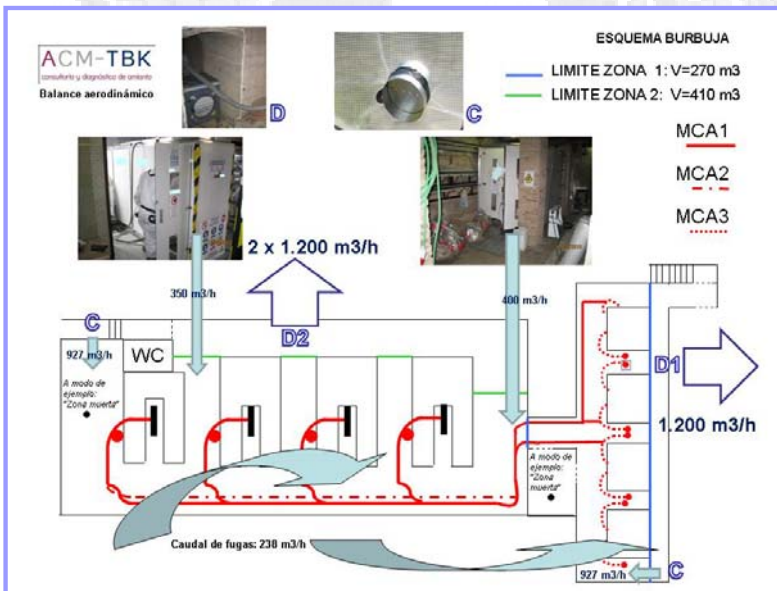 ACM-TBK
consultoría y diagnóstico de amianto
Balance aerodinámico
D
C
ESQUEMA BURBUJA
LIMITE ZONA 1: V=270 m3
LIMITE ZONA 2: V=410 m3
MCA1
MCA2
MCA3
2 x 1.200 m3/h
350 m3/h
400 m3/h
D2
C
927 m3/h
WC
A modo de
ejemplo:
"Zona muerta"
D1
1.200 m3/h
A modo de
ejemplo:
"Zona
muerta"
Caudal de fugas: 238 m3/h
927 m3/h
C